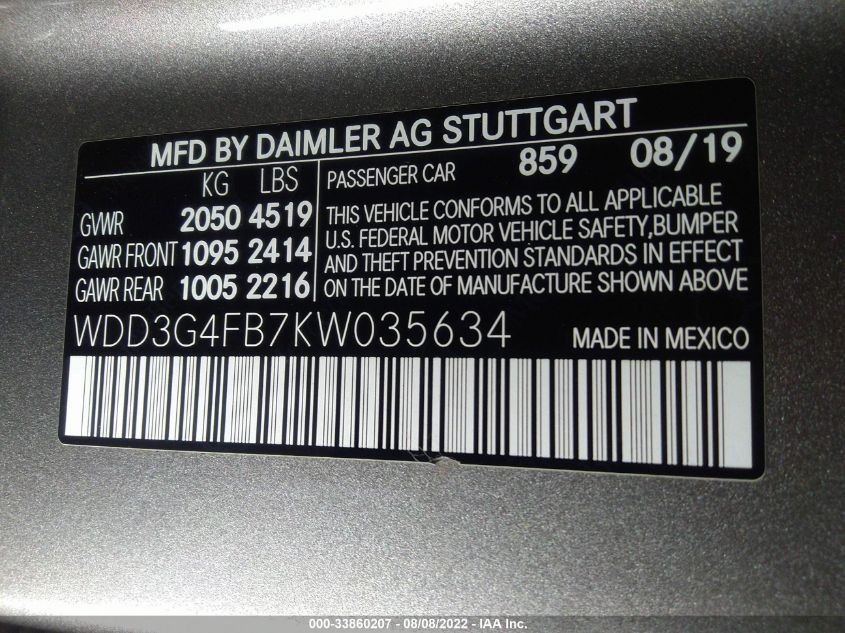 MFD BY DAIMLER AG STUTTGART
KG LBS
GVWR 2050 4519
GAWR FRONT 1095 2414
GAWR REAR 1005 2216
PASSENGER CAR 859 08/19
THIS VEHICLE CONFORMS TO ALL APPLICABLE
U.S. FEDERAL MOTOR VEHICLE SAFETY,BUMPER
AND THEFT PREVENTION STANDARDS IN EFFECT
ON THE DATE OF MANUFACTURE SHOWN ABOVE
WDD3G4FB7KW035634 MADE IN MEXICO
000-33860207 - 08/08/2022 - Copyright IAA, Inc.